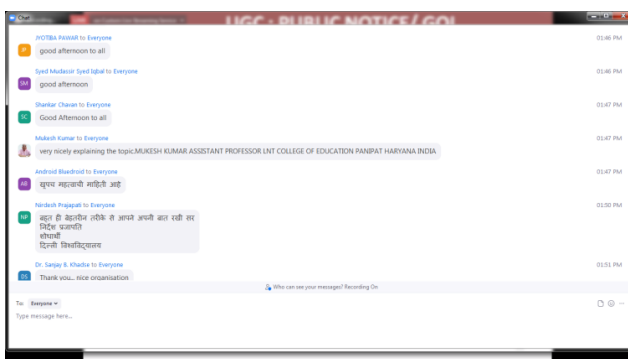 Chat
UGC : PUBLIC NOTICE/ GOI
JYOTIBA PAWAR to Everyone
01:46 PM
P
good afternoon to all
Syed Mudassir Syed Iqbal to Everyone
01:46 PM
SM
good afternoon
Shankar Chavan to Everyone
01:47 PM
SC
Good Afternoon to all
Mukesh Kumar to Everyone
01:47 PM
very nicely explaining the topic.MUKESH KUMAR ASSISTANT PROFESSOR LNT COLLEGE OF EDUCATION PANIPAT HARYANA INDIA
Android Bluedroid to Everyone
01:47 PM
AB
खुपच महत्वाची माहिती आहे
Nirdesh Prajapati to Everyone
01:50 PM
NP
बहुत ही बेहतरीन तरीके से आपने अपनी बात रखी सर
निर्देश प्रजापति
शोधार्थी
दिल्ली विश्वविद्यालय
Dr. Sanjay B. Khadse to Everyone
01:51 PM
DS
Thank you... nice organisation
Who can see your messages? Recording On
To: Everyone
Type message here...